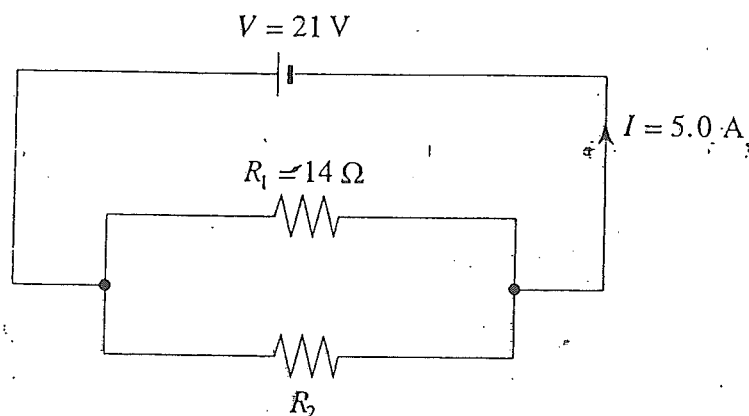 V = 21 V
I = 5.0 A
R₁ = 14 Ω
R₂